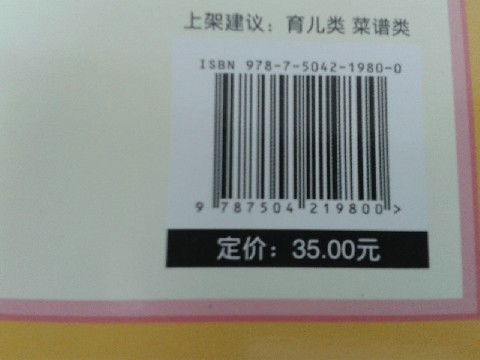 上架建议：育儿类 菜谱类
ISBN 978-7-5042-1980-0
9 787504 219800 >
定价：35.00元